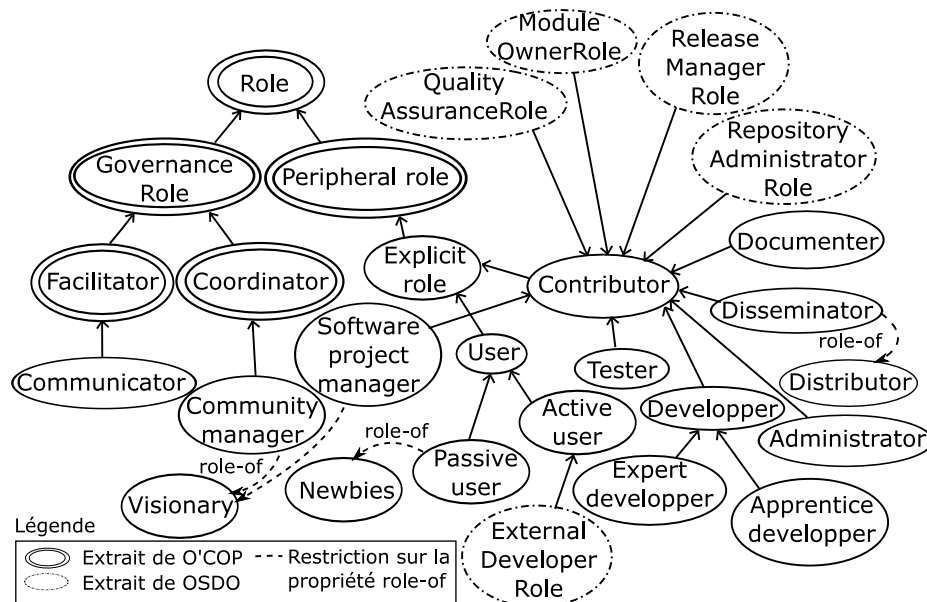 Module
OwnerRole
Release
Manager
Role
Role
Quality
AssuranceRole
Repository
Administrator
Role
Governance
Role
Peripheral role
Documenter
Facilitator
Coordinator
Explicit
role
Contributor
Disseminator
role-of
Software
project
manager
User
Tester
Distributor
Communicator
Community
manager
Active
user
Developper
Administrator
role-of
role-of
Visionary
Newbies
Passive
user
Expert
developper
Apprentice
developper
External
Developer
Role
Légende
Extrait de O'COP
Restriction sur la
propriété role-of
Extrait de OSDO